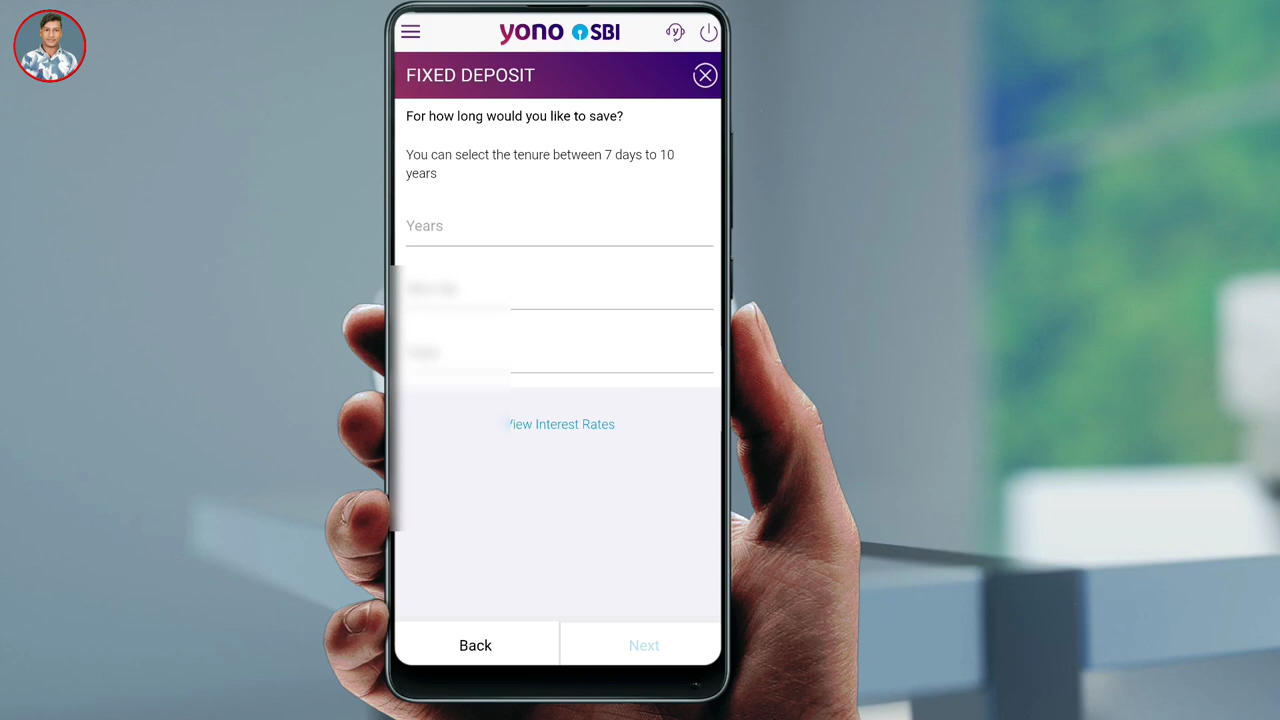 yono SBI
y
FIXED DEPOSIT
For how long would you like to save?
You can select the tenure between 7 days to 10
years
Years
View Interest Rates
Back
Next